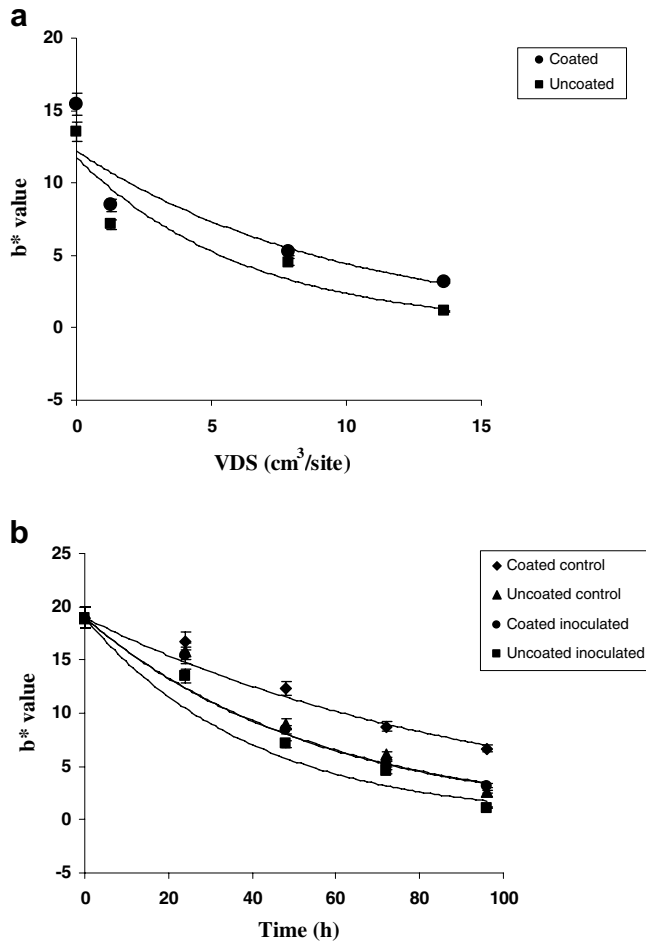 a
20
15
10
5
0
-5
b* value
0 5 10 15
VDS (cm³/site)
Coated
Uncoated
b
25
20
15
10
5
0
-5
b* value
0 20 40 60 80 100
Time (h)
Coated control
Uncoated control
Coated inoculated
Uncoated inoculated